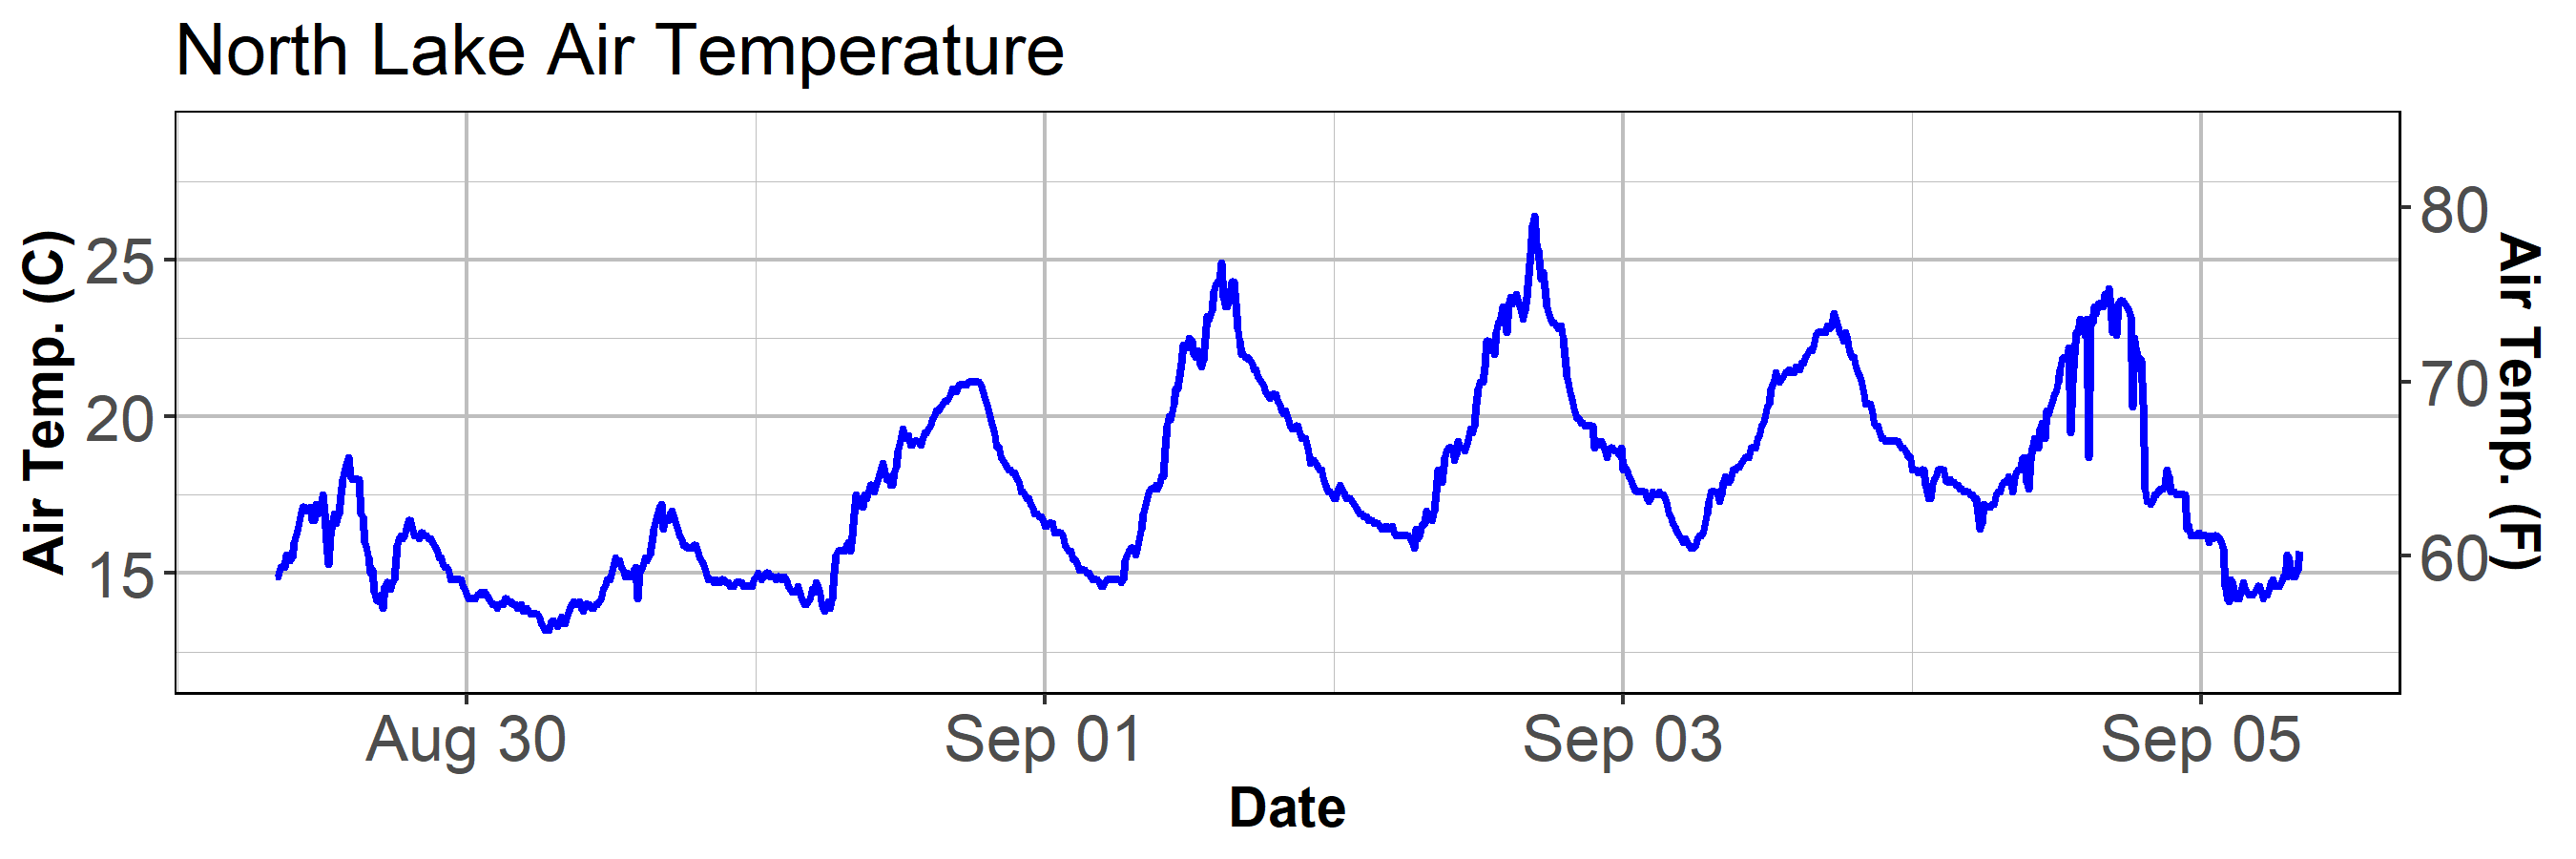 North Lake Air Temperature
Air Temp. (C)
25
20
15
80
70
60
Air Temp. (F)
Aug 30
Sep 01
Sep 03
Sep 05
Date